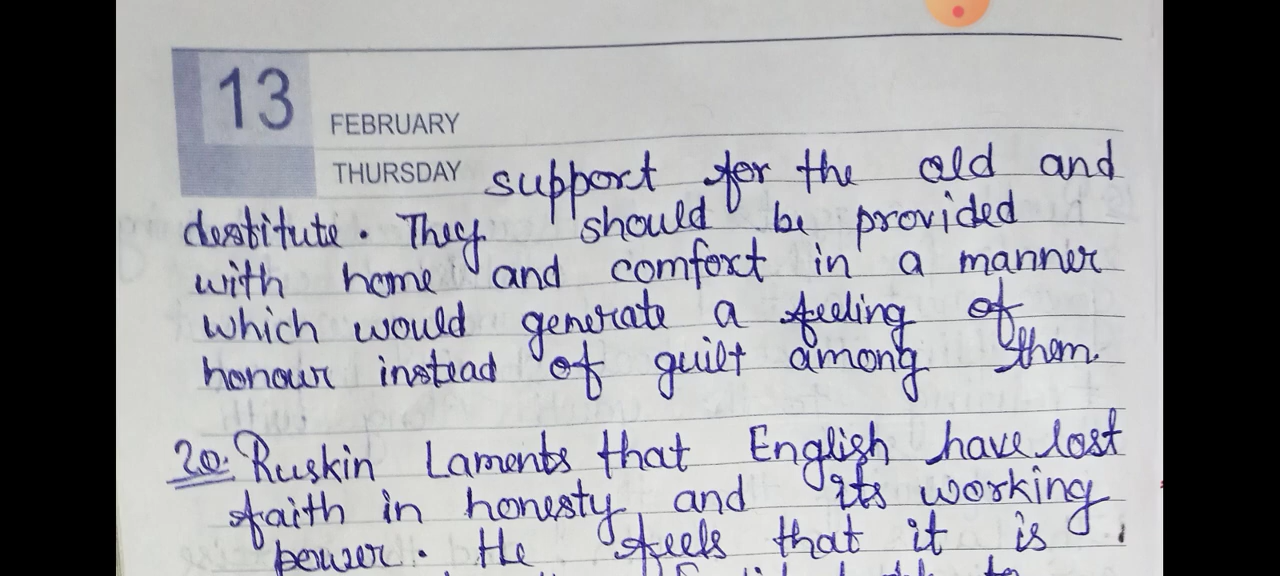 13
FEBRUARY
THURSDAY support for the old and
destitute. They should be provided
with home and comfort in a manner
which would generate a feeling of
honour instead of guilt among them.
20. Ruskin Laments that English have lost
faith in honesty and its working
power. He feels that it is